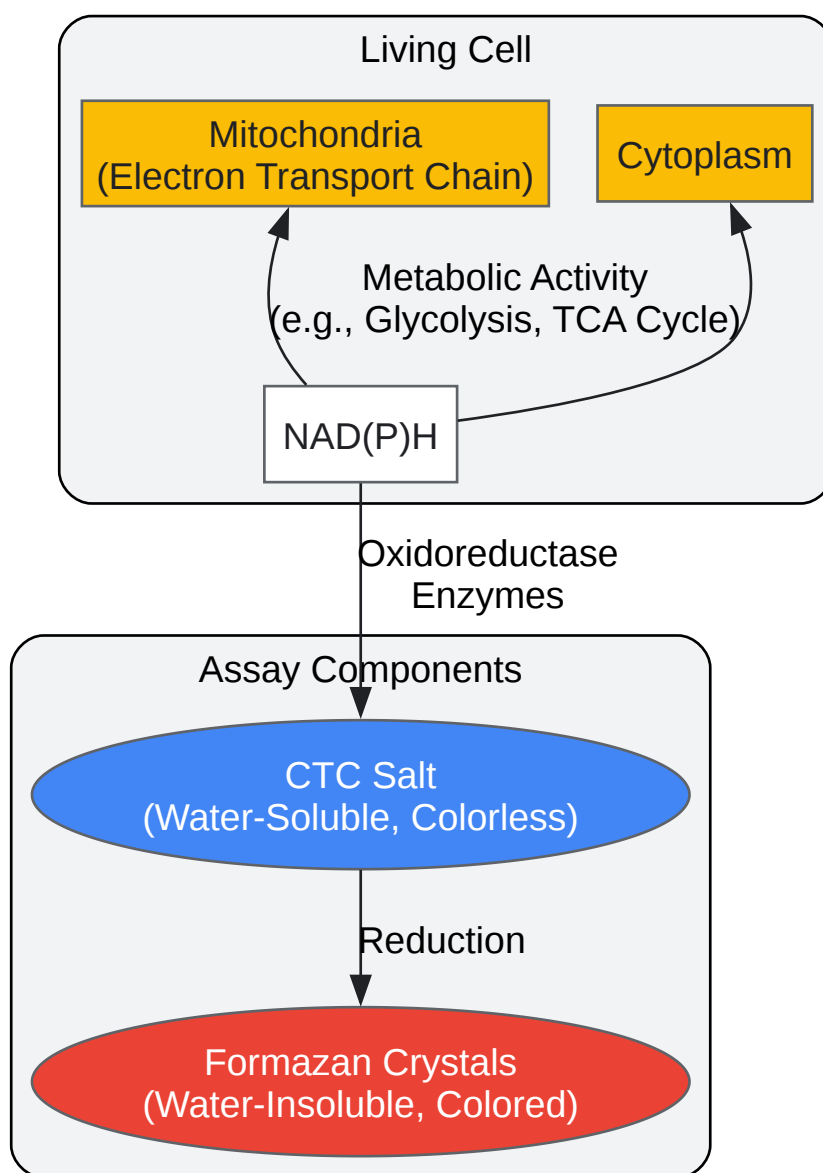 Living Cell
Mitochondria
(Electron Transport Chain)
Cytoplasm
Metabolic Activity
(e.g., Glycolysis, TCA Cycle)
NAD(P)H
Oxidoreductase
Enzymes
Assay Components
CTC Salt
(Water-Soluble, Colorless)
Reduction
Formazan Crystals
(Water-Insoluble, Colored)